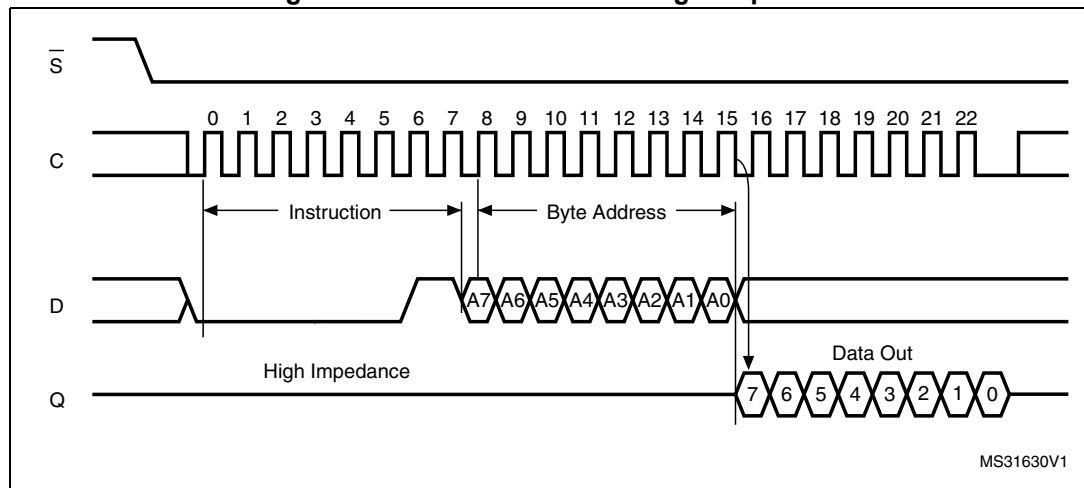 S
0 1 2 3 4 5 6 7 8 9 10 11 12 13 14 15 16 17 18 19 20 21 22
C
Instruction Byte Address
D A7 A6 A5 A4 A3 A2 A1 A0
High Impedance Data Out
Q 7 6 5 4 3 2 1 0
MS31630V1